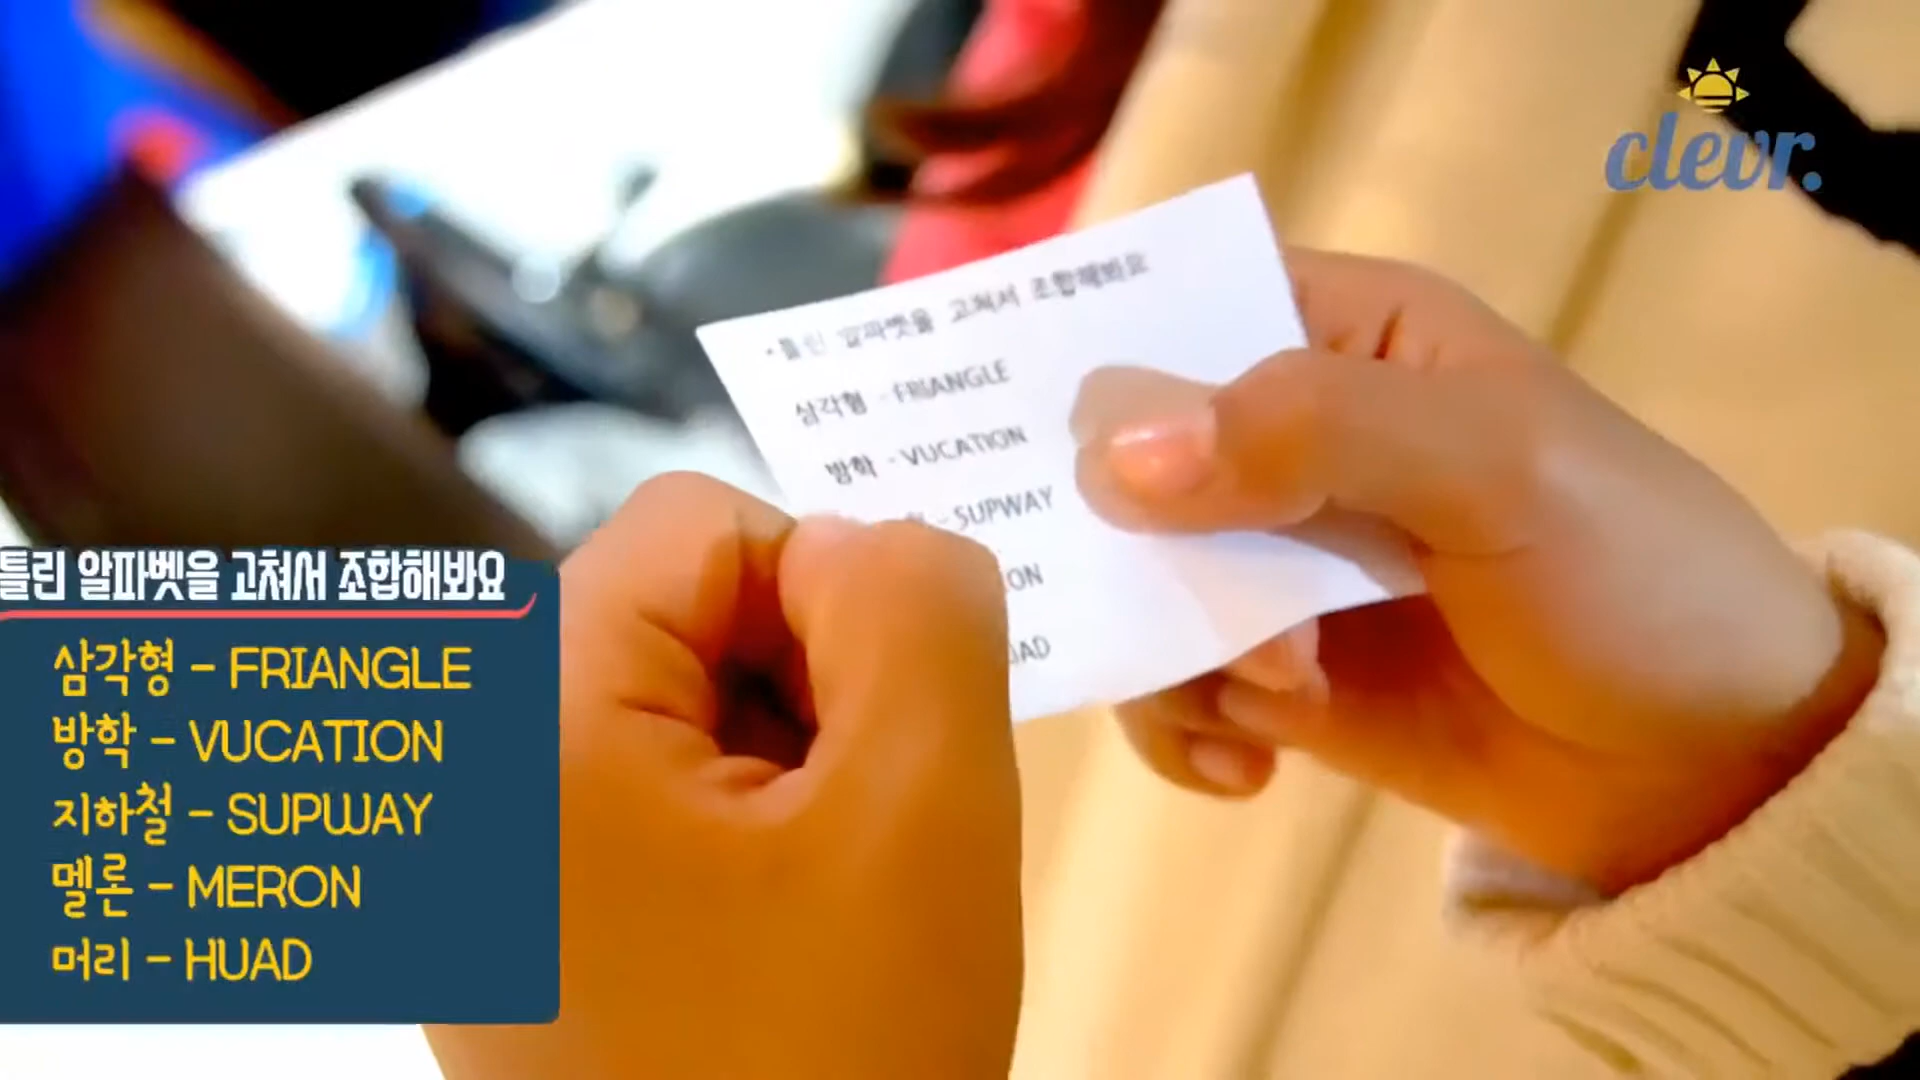 clevr.
•틀린 알파벳을 고쳐서 조합해봐요
삼각형 - FRIANGLE
방학 - VUCATION
- SUPWAY
틀린 알파벳을 고쳐서 조합해봐요
삼각형 - FRIANGLE
방학 - VUCATION
지하철 - SUPWAY
멜론 - MERON
머리 - HUAD